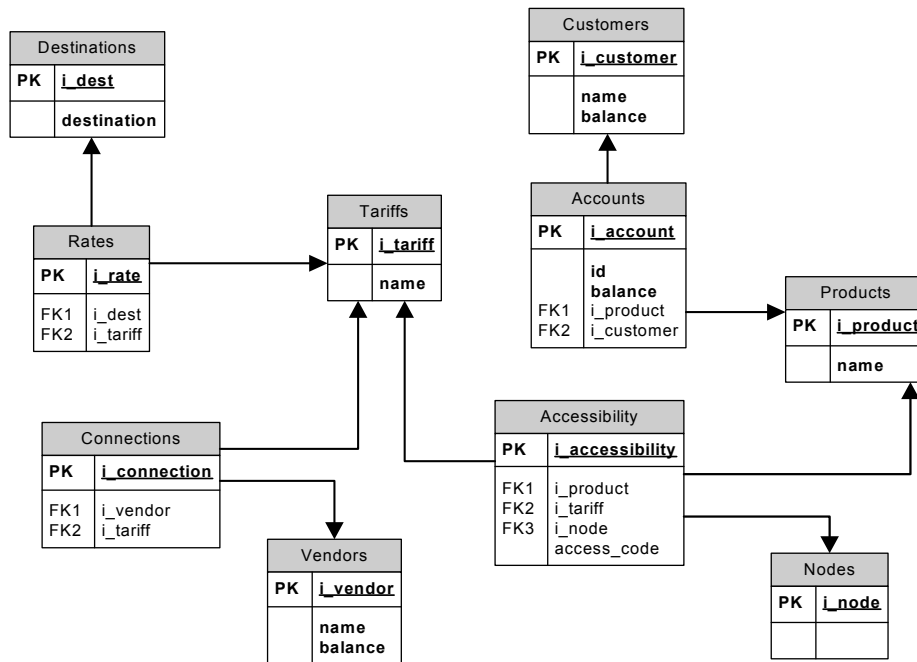 Customers
PK i_customer
name
balance
Destinations
PK i_dest
destination
Accounts
PK i_account
id
balance
FK1 i_product
FK2 i_customer
Tariffs
PK i_tariff
name
Rates
PK i_rate
FK1 i_dest
FK2 i_tariff
Products
PK i_product
name
Accessibility
PK i_accessibility
FK1 i_product
FK2 i_tariff
FK3 i_node
access_code
Connections
PK i_connection
FK1 i_vendor
FK2 i_tariff
Vendors
PK i_vendor
name
balance
Nodes
PK i_node